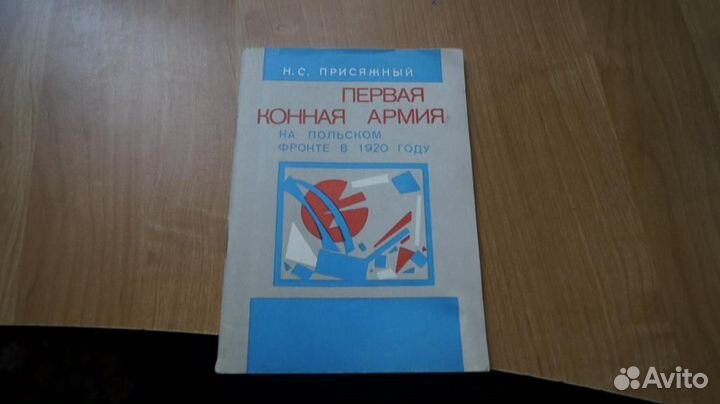 Н.С. ПРИСЯЖНЫЙ
ПЕРВАЯ
КОННАЯ АРМИЯ
НА ПОЛЬСКОМ
ФРОНТЕ В 1920 ГОДУ
Avito